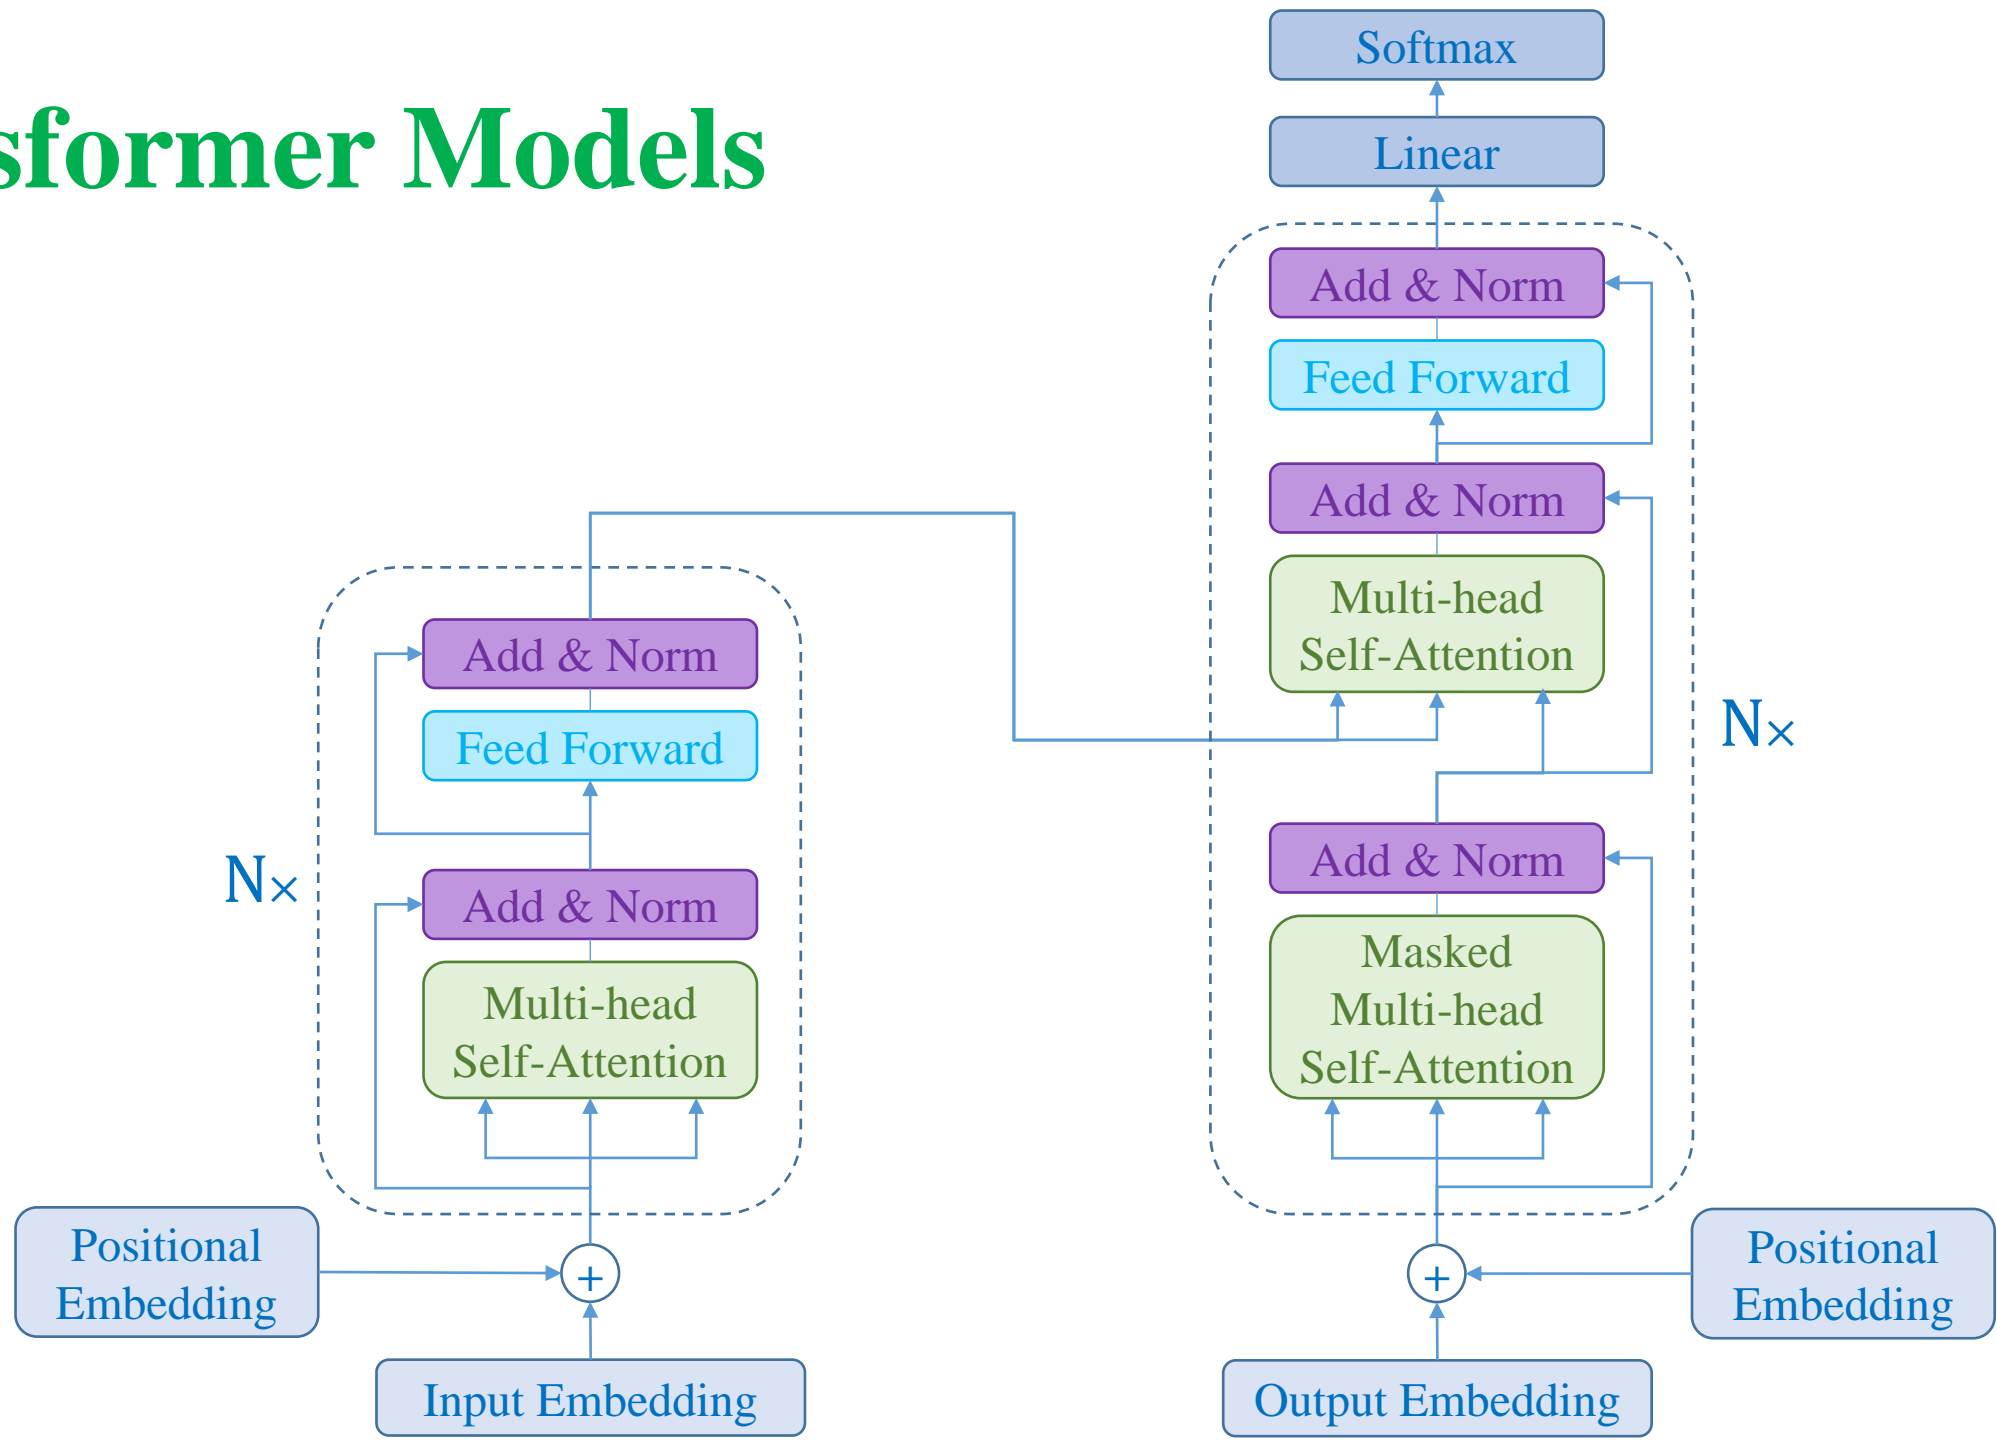 sformer Models
Softmax
Linear
Add & Norm
Feed Forward
Add & Norm
Multi-head
Self-Attention
Add & Norm
Masked
Multi-head
Self-Attention
N×
Positional
Embedding
+
Output Embedding
Add & Norm
Feed Forward
Add & Norm
Multi-head
Self-Attention
N×
Positional
Embedding
+
Input Embedding